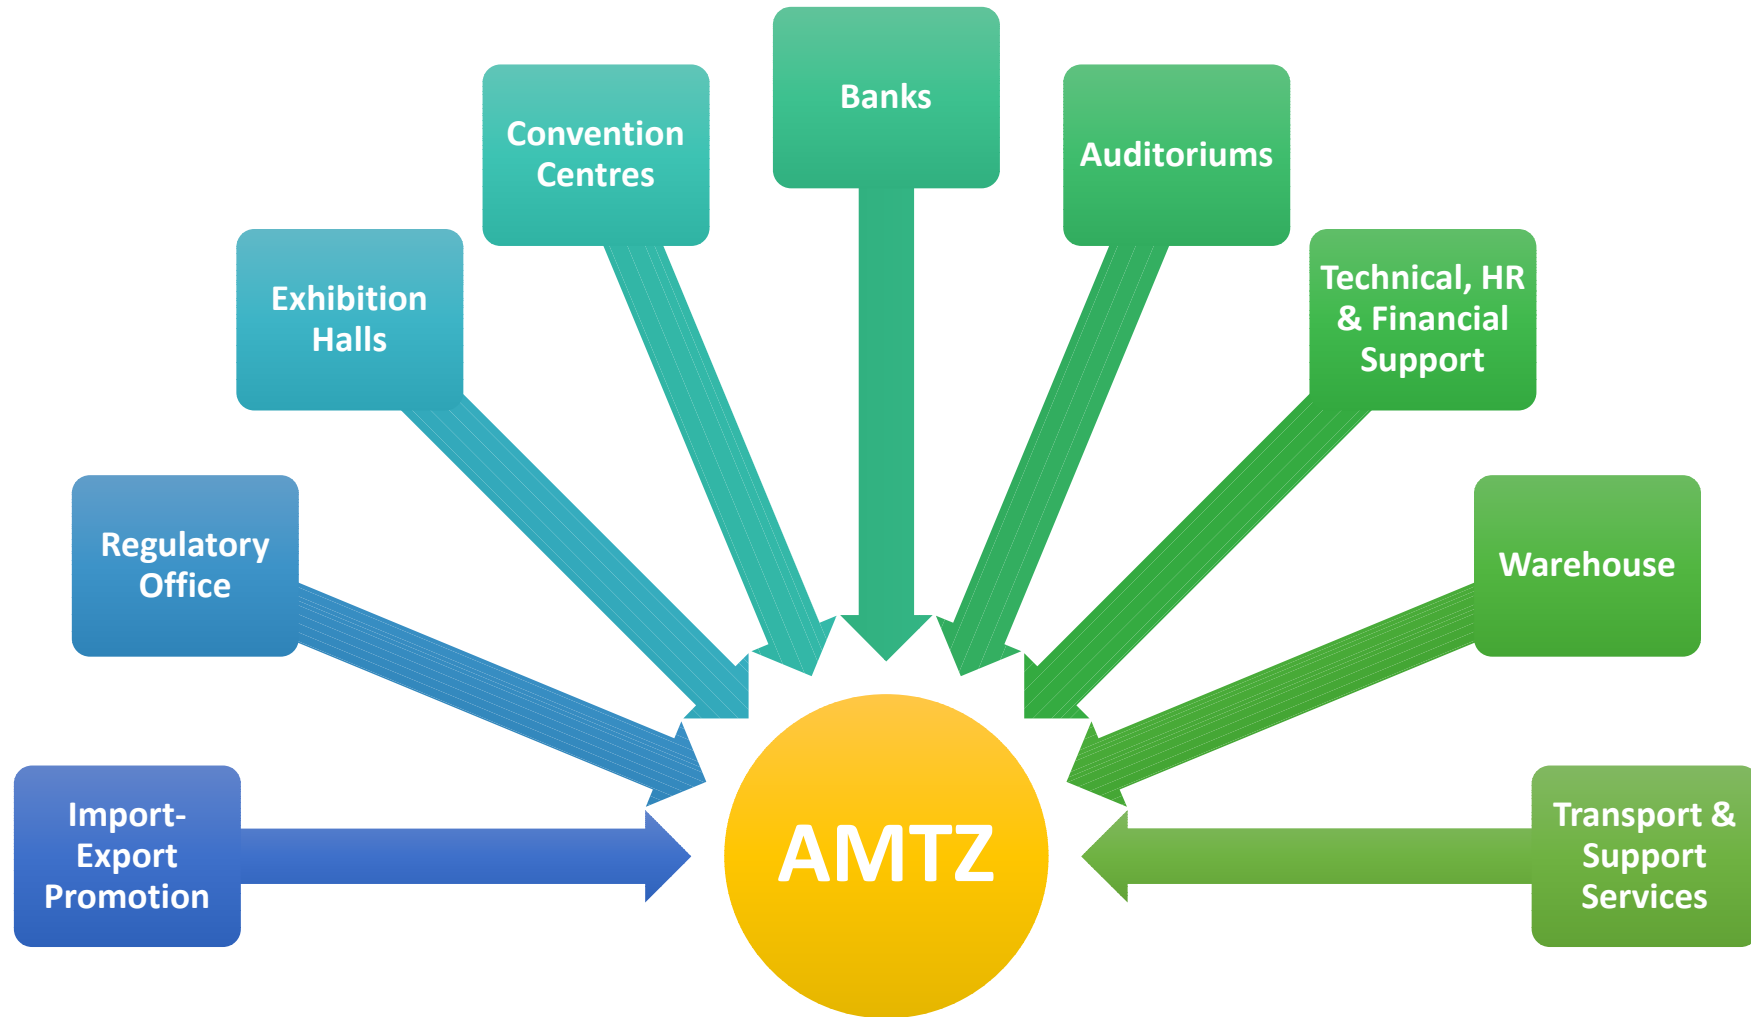 Banks
Convention
Centres
Auditoriums
Exhibition
Halls
Technical, HR
& Financial
Support
Regulatory
Office
Warehouse
Import-
Export
Promotion
AMTZ
Transport &
Support
Services